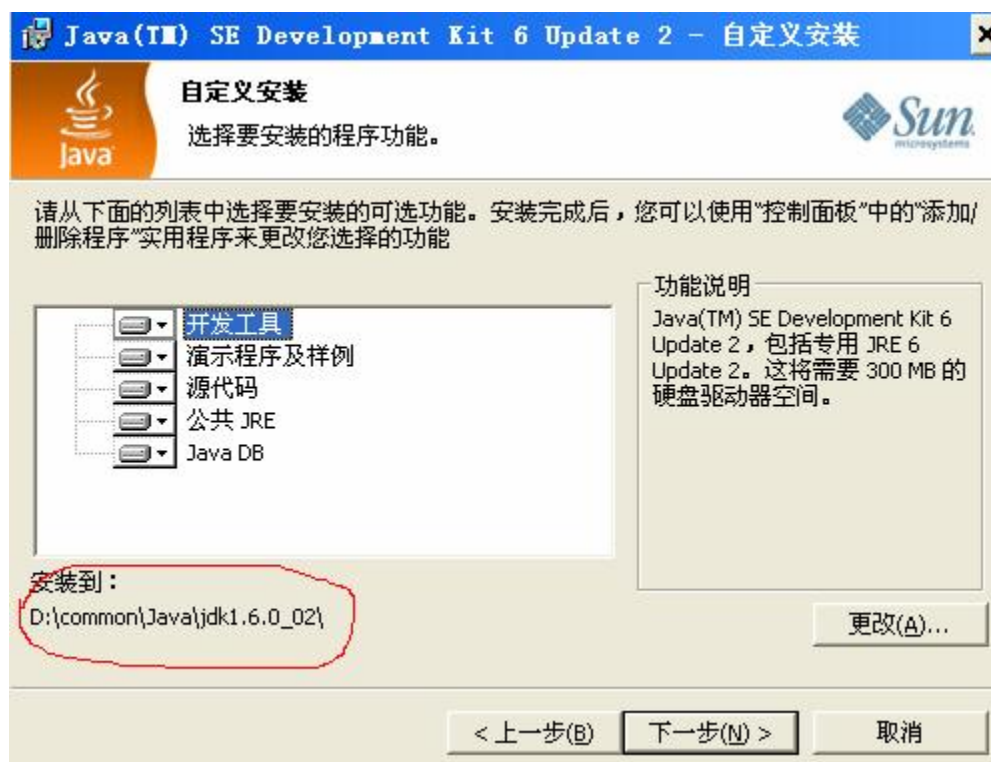 Java(TM) SE Development Kit 6 Update 2 - 自定义安装
自定义安装
选择要安装的程序功能。
Java
Sun
microsystems
请从下面的列表中选择要安装的可选功能。安装完成后，您可以使用“控制面板”中的“添加/
删除程序”实用程序来更改您选择的功能
开发工具
演示程序及样例
源代码
公共 JRE
Java DB
功能说明
Java(TM) SE Development Kit 6
Update 2，包括专用 JRE 6
Update 2。这将需要 300 MB 的
硬盘驱动器空间。
安装到：
D:\common\Java\jdk1.6.0_02\
更改(A)...
< 上一步(B)
下一步(N) >
取消